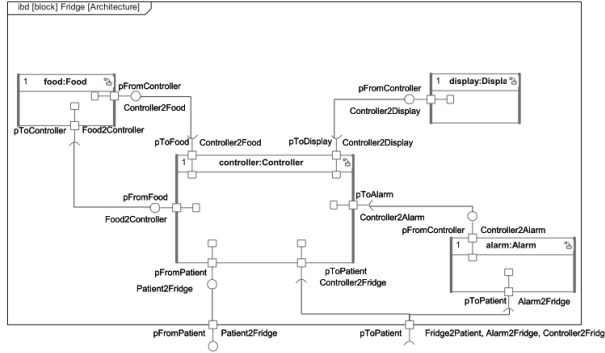 ibd [block] Fridge [Architecture]
1 food:Food
pFromController
Controller2Food
pToController Food2Controller
pFromController
1 display:Displa
Controller2Display
pToFood Controller2Food
pToDisplay Controller2Display
1 controller:Controller
pFromFood
Food2Controller
pToAlarm
Controller2Alarm
pFromController Controller2Alarm
1 alarm:Alarm
pFromPatient
Patient2Fridge
pToPatient
Controller2Fridge
pToPatient Alarm2Fridge
pFromPatient Patient2Fridge
pToPatient Fridge2Patient, Alarm2Fridge, Controller2Fridg